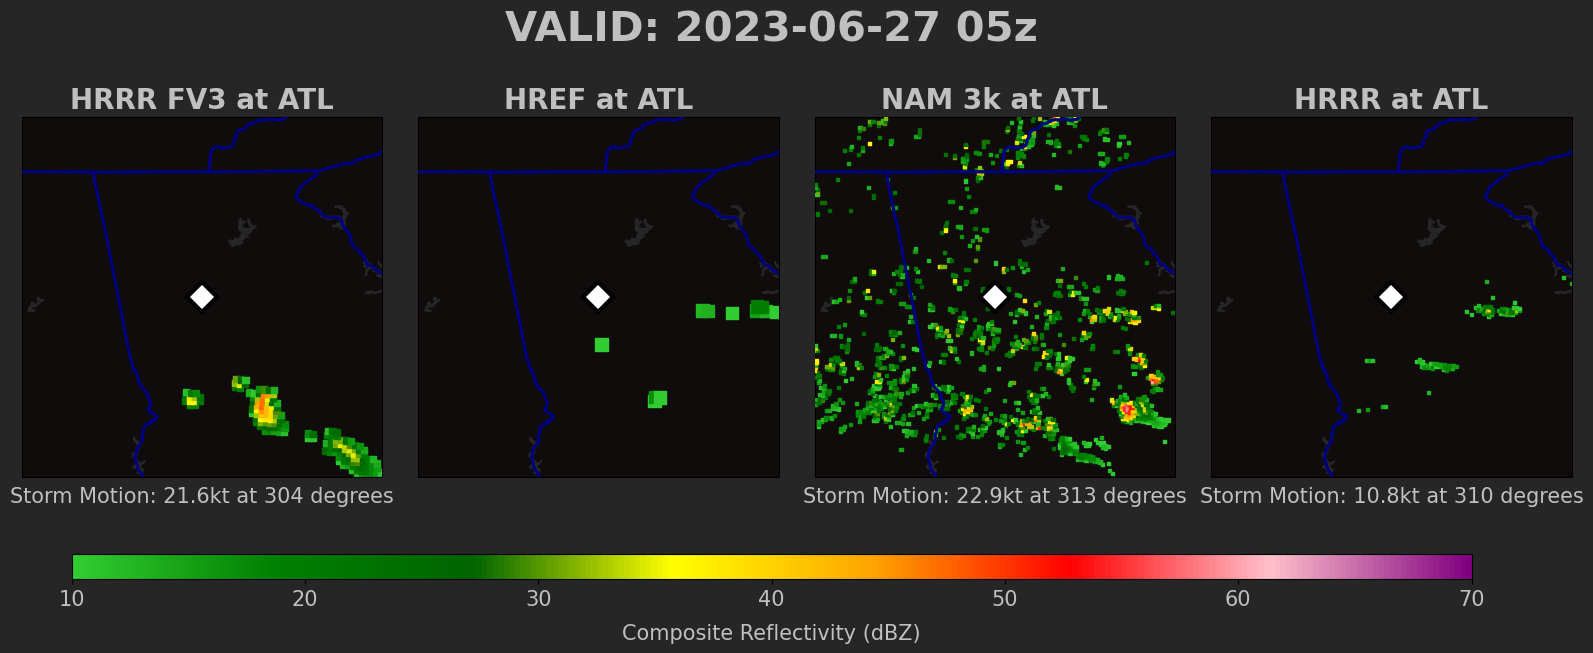 VALID: 2023-06-27 05z
HRRR FV3 at ATL
HREF at ATL
NAM 3k at ATL
HRRR at ATL
Storm Motion: 21.6kt at 304 degrees
Storm Motion: 22.9kt at 313 degrees
Storm Motion: 10.8kt at 310 degrees
10 20 30 40 50 60 70
Composite Reflectivity (dBZ)